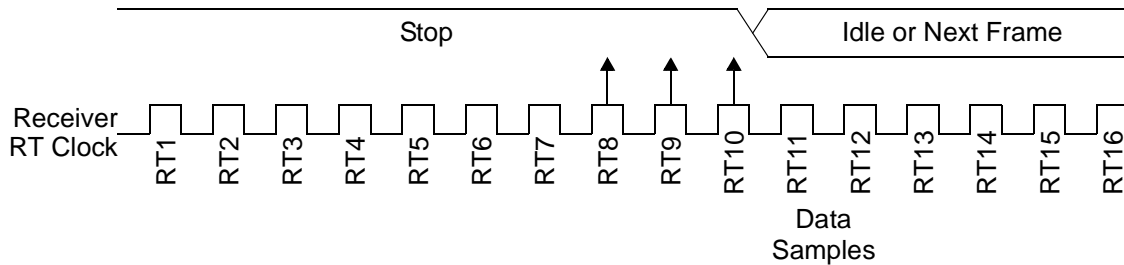 Stop
Idle or Next Frame
Receiver
RT Clock
RT1
RT2
RT3
RT4
RT5
RT6
RT7
RT8
RT9
RT10
RT11
RT12
RT13
RT14
RT15
RT16
Data
Samples